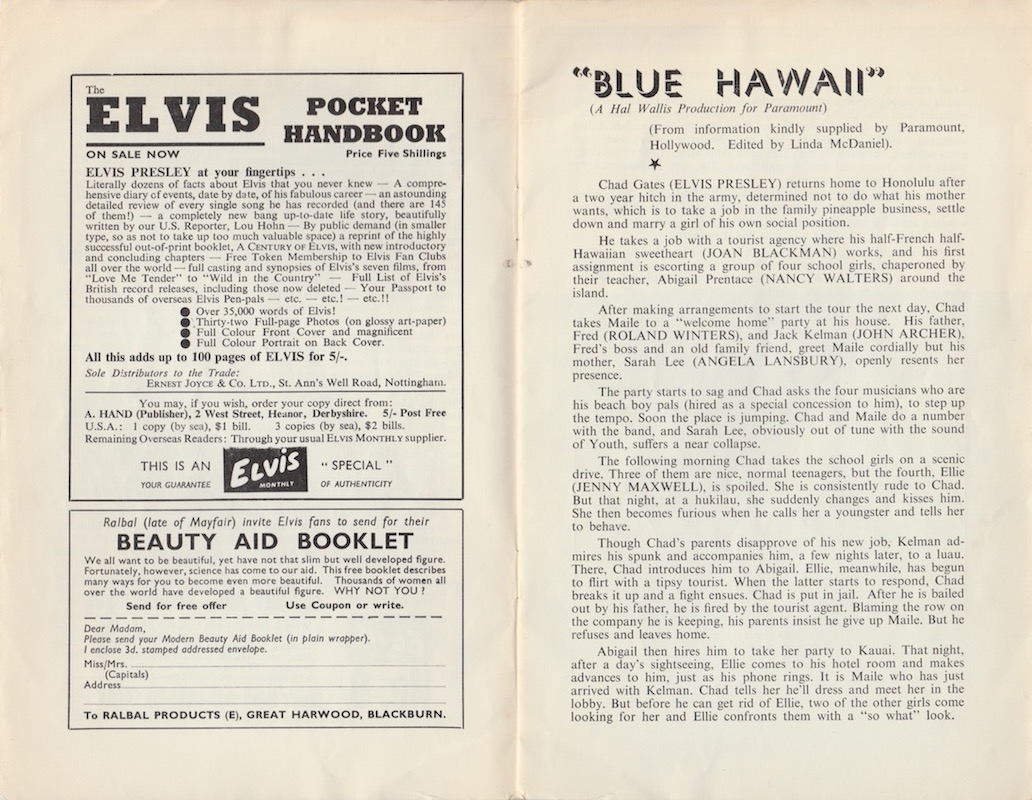 The
ELVIS POCKET
HANDBOOK
ON SALE NOW Price Five Shillings
ELVIS PRESLEY at your fingertips . . .
Literally dozens of facts about Elvis that you never knew — A compre-
hensive diary of events, date by date, of his fabulous career — an astounding
detailed review of every single song he has recorded (and there are 145
of them!) — a completely new bang up-to-date life story, beautifully
written by our U.S. Reporter, Lou Hohn — By public demand (in smaller
type, so as not to take up too much valuable space) a reprint of the highly
successful out-of-print booklet, A CENTURY OF ELVIS, with new introductory
and concluding chapters — Free Token Membership to Elvis Fan Clubs
all over the world — full casting and synopsies of Elvis's seven films, from
"Love Me Tender" to "Wild in the Country" — Full List of Elvis's
British record releases, including those now deleted — Your Passport to
thousands of overseas Elvis Pen-pals — etc. — etc.! — etc.!!
● Over 35,000 words of Elvis!
● Thirty-two Full-page Photos (on glossy art-paper)
● Full Colour Front Cover and magnificent
● Full Colour Portrait on Back Cover.
All this adds up to 100 pages of ELVIS for 5/-.
Sole Distributors to the Trade:
ERNEST JOYCE & CO. LTD., St. Ann's Well Road, Nottingham.
You may, if you wish, order your copy direct from:
A. HAND (Publisher), 2 West Street, Heanor, Derbyshire. 5/- Post Free
U.S.A.: 1 copy (by sea), $1 bill. 3 copies (by sea), $2 bills.
Remaining Overseas Readers: Through your usual ELVIS MONTHLY supplier.
THIS IS AN ELVIS " SPECIAL "
YOUR GUARANTEE MONTHLY OF AUTHENTICITY
Ralbal (late of Mayfair) invite Elvis fans to send for their
BEAUTY AID BOOKLET
We all want to be beautiful, yet have not that slim but well developed figure.
Fortunately, however, science has come to our aid. This free booklet describes
many ways for you to become even more beautiful. Thousands of women all
over the world have developed a beautiful figure. WHY NOT YOU ?
Send for free offer Use Coupon or write.
Dear Madam,
Please send your Modern Beauty Aid Booklet (in plain wrapper).
I enclose 3d. stamped addressed envelope.
Miss/Mrs.
(Capitals)
Address
To RALBAL PRODUCTS (E), GREAT HARWOOD, BLACKBURN.
"BLUE HAWAII"
(A Hal Wallis Production for Paramount)
(From information kindly supplied by Paramount,
Hollywood. Edited by Linda McDaniel).
★
Chad Gates (ELVIS PRESLEY) returns home to Honolulu after
a two year hitch in the army, determined not to do what his mother
wants, which is to take a job in the family pineapple business, settle
down and marry a girl of his own social position.
He takes a job with a tourist agency where his half-French half-
Hawaiian sweetheart (JOAN BLACKMAN) works, and his first
assignment is escorting a group of four school girls, chaperoned by
their teacher, Abigail Prentace (NANCY WALTERS) around the
island.
After making arrangements to start the tour the next day, Chad
takes Maile to a "welcome home" party at his house. His father,
Fred (ROLAND WINTERS), and Jack Kelman (JOHN ARCHER),
Fred's boss and an old family friend, greet Maile cordially but his
mother, Sarah Lee (ANGELA LANSBURY), openly resents her
presence.
The party starts to sag and Chad asks the four musicians who are
his beach boy pals (hired as a special concession to him), to step up
the tempo. Soon the place is jumping. Chad and Maile do a number
with the band, and Sarah Lee, obviously out of tune with the sound
of Youth, suffers a near collapse.
The following morning Chad takes the school girls on a scenic
drive. Three of them are nice, normal teenagers, but the fourth, Ellie
(JENNY MAXWELL), is spoiled. She is consistently rude to Chad.
But that night, at a hukilau, she suddenly changes and kisses him.
She then becomes furious when he calls her a youngster and tells her
to behave.
Though Chad's parents disapprove of his new job, Kelman ad-
mires his spunk and accompanies him, a few nights later, to a luau.
There, Chad introduces him to Abigail. Ellie, meanwhile, has begun
to flirt with a tipsy tourist. When the latter starts to respond, Chad
breaks it up and a fight ensues. Chad is put in jail. After he is bailed
out by his father, he is fired by the tourist agent. Blaming the row on
the company he is keeping, his parents insist he give up Maile. But he
refuses and leaves home.
Abigail then hires him to take her party to Kauai. That night,
after a day's sightseeing, Ellie comes to his hotel room and makes
advances to him, just as his phone rings. It is Maile who has just
arrived with Kelman. Chad tells her he'll dress and meet her in the
lobby. But before he can get rid of Ellie, two of the other girls come
looking for her and Ellie confronts them with a "so what" look.